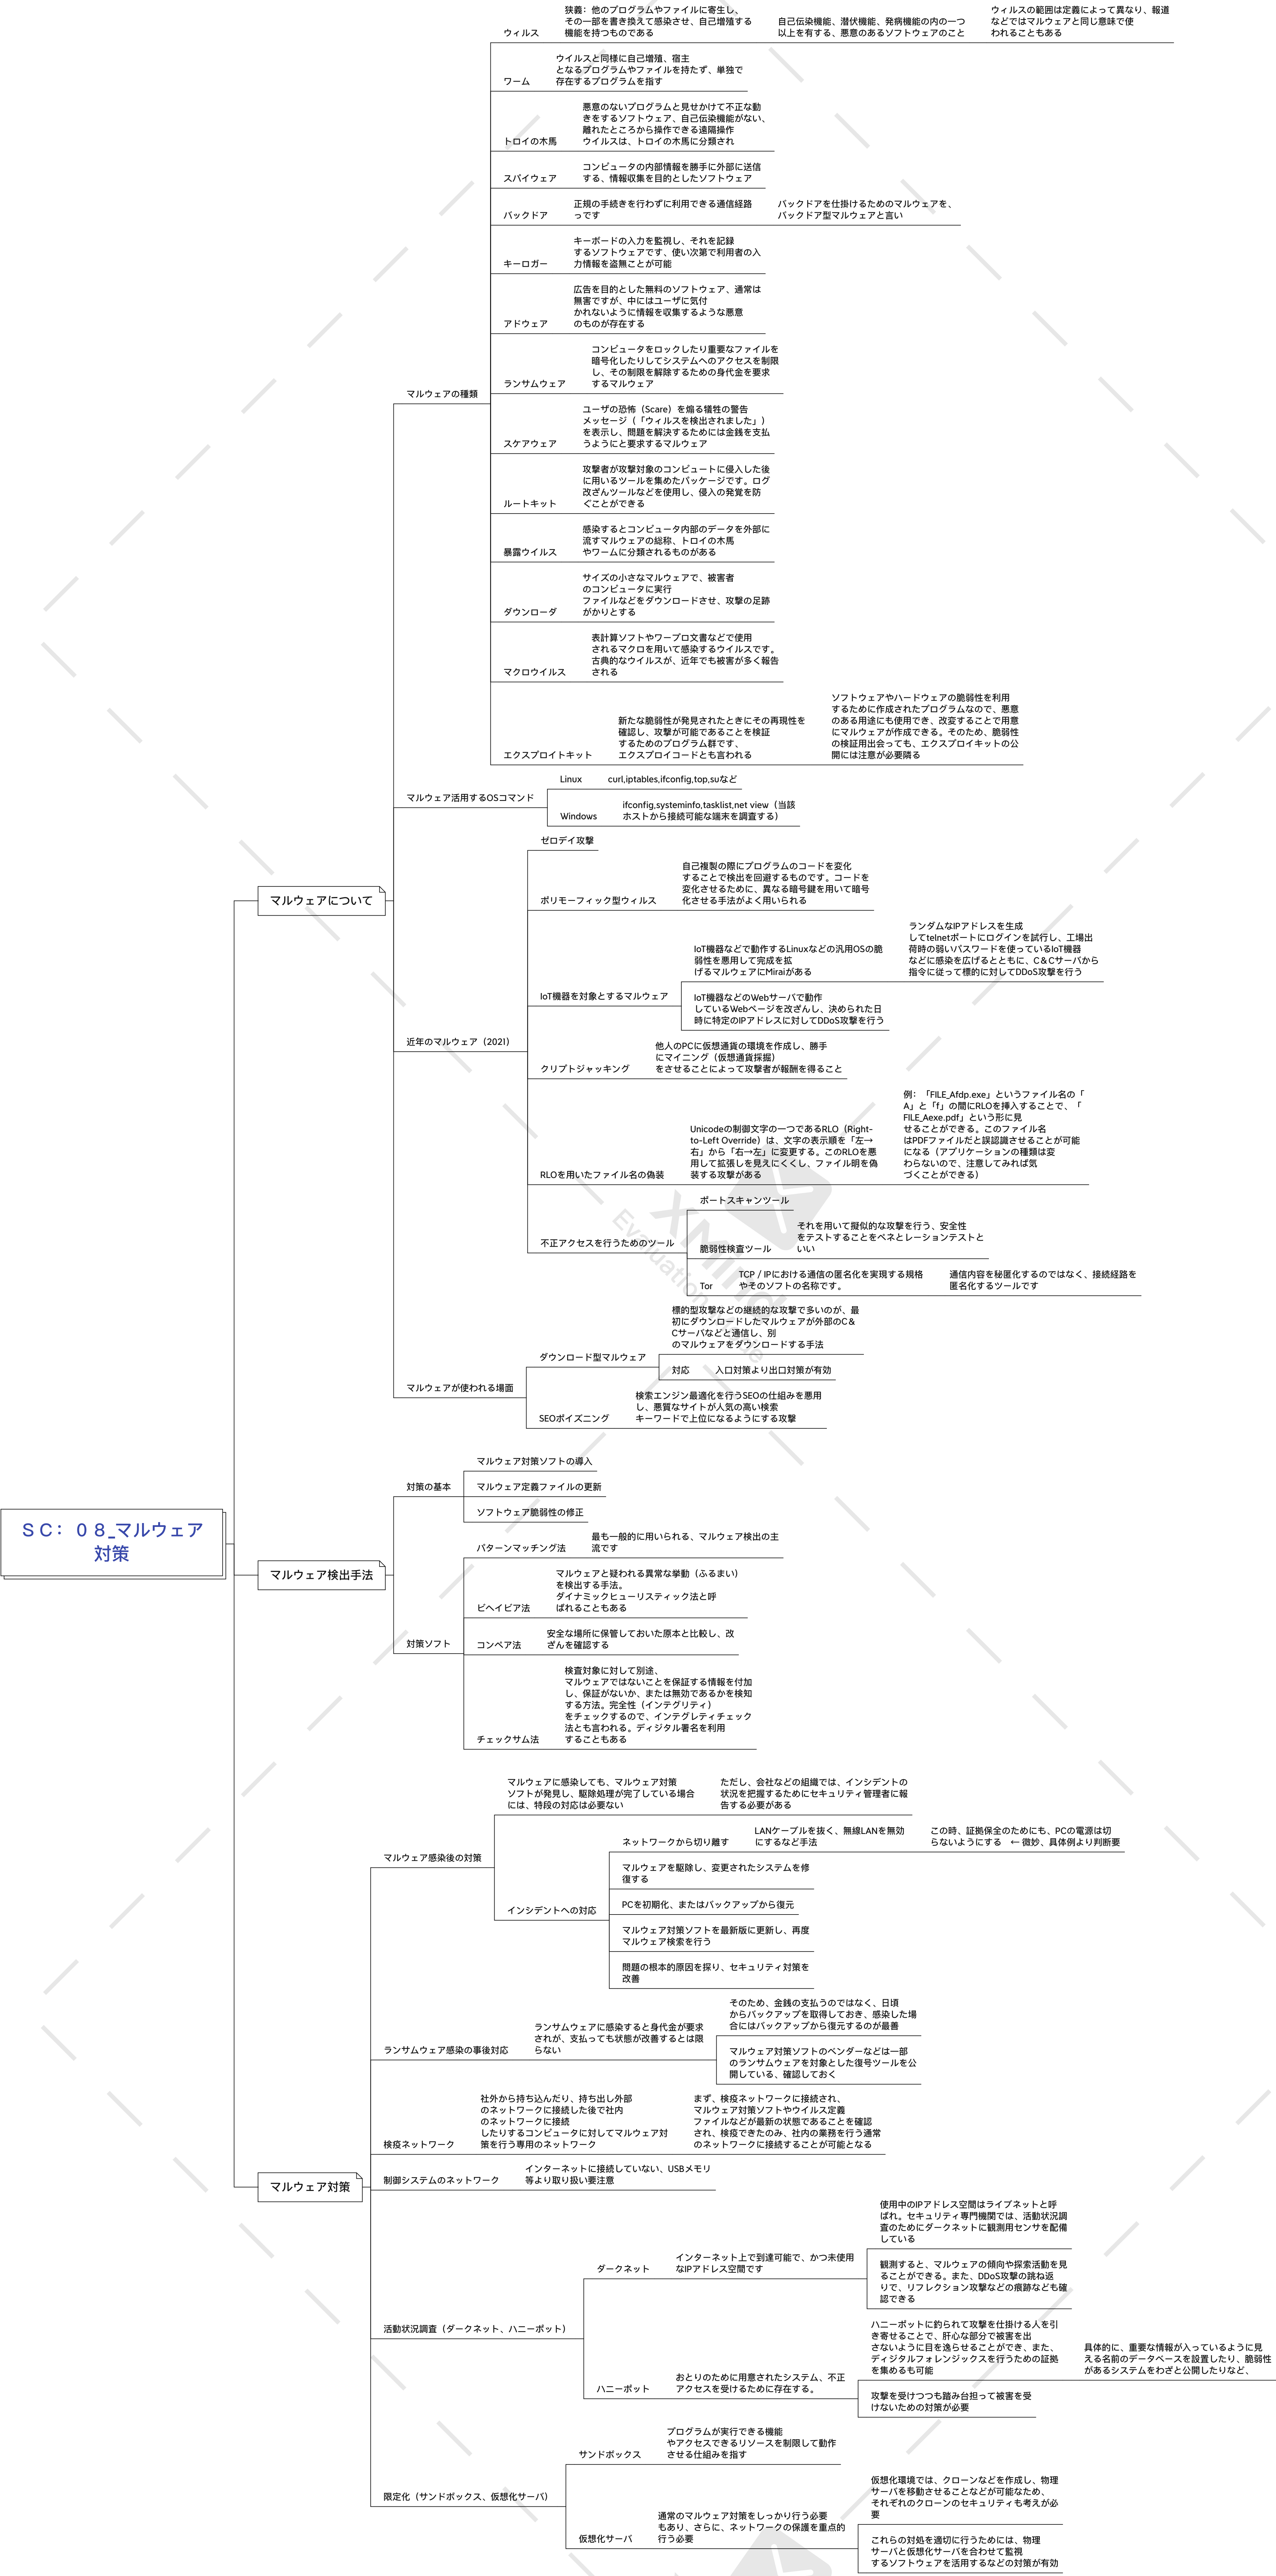 ＳＣ：０８_マルウェア
対策
マルウェアについて
マルウェアの種類
ウィルス
狭義：他のプログラムやファイルに寄生し、
その一部を書き換えて感染させ、自己増殖する
機能を持つものである
自己伝染機能、潜伏機能、発病機能の内の一つ
以上を有する、悪意のあるソフトウェアのこと
ウィルスの範囲は定義によって異なり、報道
などではマルウェアと同じ意味で使
われることもある
ワーム
ウイルスと同様に自己増殖、宿主
となるプログラムやファイルを持たず、単独で
存在するプログラムを指す
トロイの木馬
悪意のないプログラムと見せかけて不正な動
きをするソフトウェア、自己伝染機能がない、
離れたところから操作できる遠隔操作
ウイルスは、トロイの木馬に分類され
スパイウェア
コンピュータの内部情報を勝手に外部に送信
する、情報収集を目的としたソフトウェア
バックドア
正規の手続きを行わずに利用できる通信経路
っです
バックドアを仕掛けるためのマルウェアを、
バックドア型マルウェアと言い
キーロガー
キーボードの入力を監視し、それを記録
するソフトウェアです、使い次第で利用者の入
力情報を盗無ことが可能
アドウェア
広告を目的とした無料のソフトウェア、通常は
無害ですが、中にはユーザに気付
かれないように情報を収集するような悪意
のものが存在する
ランサムウェア
コンピュータをロックしたり重要なファイルを
暗号化したりしてシステムへのアクセスを制限
し、その制限を解除するための身代金を要求
するマルウェア
スケアウェア
ユーザの恐怖（Scare）を煽る犠牲の警告
メッセージ（「ウィルスを検出されました」）
を表示し、問題を解決するためには金銭を支払
うようにと要求するマルウェア
ルートキット
攻撃者が攻撃対象のコンピュートに侵入した後
に用いるツールを集めたパッケージです。ログ
改ざんツールなどを使用し、侵入の発覚を防
ぐことができる
暴露ウイルス
感染するとコンピュータ内部のデータを外部に
流すマルウェアの総称、トロイの木馬
やワームに分類されるものがある
ダウンローダ
サイズの小さなマルウェアで、被害者
のコンピュータに実行
ファイルなどをダウンロードさせ、攻撃の足跡
がかりとする
マクロウイルス
表計算ソフトやワープロ文書などで使用
されるマクロを用いて感染するウイルスです。
古典的なウイルスが、近年でも被害が多く報告
される
エクスプロイトキット
新たな脆弱性が発見されたときにその再現性を
確認し、攻撃が可能であることを検証
するためのプログラム群です、
エクスプロイコードとも言われる
ソフトウェアやハードウェアの脆弱性を利用
するために作成されたプログラムなので、悪意
のある用途にも使用でき、改変することで用意
にマルウェアが作成できる。そのため、脆弱性
の検証用出会っても、エクスプロイキットの公
開には注意が必要隣る
マルウェア活用するOSコマンド
Linux
curl,iptables,ifconfig,top,suなど
Windows
ifconfig,systeminfo,tasklist,net view（当該
ホストから接続可能な端末を調査する）
近年のマルウェア（2021）
ゼロデイ攻撃
ポリモーフィック型ウィルス
自己複製の際にプログラムのコードを変化
することで検出を回避するものです。コードを
変化させるために、異なる暗号鍵を用いて暗号
化させる手法がよく用いられる
IoT機器を対象とするマルウェア
IoT機器などで動作するLinuxなどの汎用OSの脆
弱性を悪用して完成を拡
げるマルウェアにMiraiがある
ランダムなIPアドレスを生成
してtelnetポートにログインを試行し、工場出
荷時の弱いパスワードを使っているIoT機器
などに感染を広げるとともに、C＆Cサーバから
指令に従って標的に対してDDoS攻撃を行う
IoT機器などのWebサーバで動作
しているWebページを改ざんし、決められた日
時に特定のIPアドレスに対してDDoS攻撃を行う
クリプトジャッキング
他人のPCに仮想通貨の環境を作成し、勝手
にマイニング（仮想通貨採掘）
をさせることによって攻撃者が報酬を得ること
RLOを用いたファイル名の偽装
Unicodeの制御文字の一つであるRLO（Right-
to-Left Override）は、文字の表示順を「左→
右」から「右→左」に変更する。このRLOを悪
用して拡張しを見えにくくし、ファイル明を偽
装する攻撃がある
例：「FILE_Afdp.exe」というファイル名の「
A」と「f」の間にRLOを挿入することで、「
FILE_Aexe.pdf」という形に見
せることができる。このファイル名
はPDFファイルだと誤認識させることが可能
になる（アプリケーションの種類は変
わらないので、注意してみれば気
づくことができる）
不正アクセスを行うためのツール
ポートスキャンツール
脆弱性検査ツール
それを用いて擬似的な攻撃を行う、安全性
をテストすることをペネとレーションテストと
いい
Tor
TCP / IPにおける通信の匿名化を実現する規格
やそのソフトの名称です。
通信内容を秘匿化するのではなく、接続経路を
匿名化するツールです
マルウェアが使われる場面
ダウンロード型マルウェア
標的型攻撃などの継続的な攻撃で多いのが、最
初にダウンロードしたマルウェアが外部のC＆
Cサーバなどと通信し、別
のマルウェアをダウンロードする手法
対応
入口対策より出口対策が有効
SEOポイズニング
検索エンジン最適化を行うSEOの仕組みを悪用
し、悪質なサイトが人気の高い検索
キーワードで上位になるようにする攻撃
マルウェア検出手法
対策の基本
マルウェア対策ソフトの導入
マルウェア定義ファイルの更新
ソフトウェア脆弱性の修正
対策ソフト
パターンマッチング法
最も一般的に用いられる、マルウェア検出の主
流です
ビヘイビア法
マルウェアと疑われる異常な挙動（ふるまい）
を検出する手法。
ダイナミックヒューリスティック法と呼
ばれることもある
コンペア法
安全な場所に保管しておいた原本と比較し、改
ざんを確認する
チェックサム法
検査対象に対して別途、
マルウェアではないことを保証する情報を付加
し、保証がないか、または無効であるかを検知
する方法。完全性（インテグリティ）
をチェックするので、インテグレティチェック
法とも言われる。ディジタル署名を利用
することもある
マルウェア対策
マルウェア感染後の対策
マルウェアに感染しても、マルウェア対策
ソフトが発見し、駆除処理が完了している場合
には、特段の対応は必要ない
ただし、会社などの組織では、インシデントの
状況を把握するためにセキュリティ管理者に報
告する必要がある
インシデントへの対応
ネットワークから切り離す
LANケーブルを抜く、無線LANを無効
にするなど手法
この時、証拠保全のためにも、PCの電源は切
らないようにする　← 微妙、具体例より判断要
マルウェアを駆除し、変更されたシステムを修
復する
PCを初期化、またはバックアップから復元
マルウェア対策ソフトを最新版に更新し、再度
マルウェア検索を行う
問題の根本的原因を探り、セキュリティ対策を
改善
ランサムウェア感染の事後対応
ランサムウェアに感染すると身代金が要求
されが、支払っても状態が改善するとは限
らない
そのため、金銭の支払うのではなく、日頃
からバックアップを取得しておき、感染した場
合にはバックアップから復元するのが最善
マルウェア対策ソフトのベンダーなどは一部
のランサムウェアを対象とした復号ツールを公
開している、確認しておく
検疫ネットワーク
社外から持ち込んだり、持ち出し外部
のネットワークに接続した後で社内
のネットワークに接続
したりするコンピュータに対してマルウェア対
策を行う専用のネットワーク
まず、検疫ネットワークに接続され、
マルウェア対策ソフトやウイルス定義
ファイルなどが最新の状態であることを確認
され、検疫できたのみ、社内の業務を行う通常
のネットワークに接続することが可能となる
制御システムのネットワーク
インターネットに接続していない、USBメモリ
等より取り扱い要注意
活動状況調査（ダークネット、ハニーポット）
ダークネット
インターネット上で到達可能で、かつ未使用
なIPアドレス空間です
使用中のIPアドレス空間はライブネットと呼
ばれ。セキュリティ専門機関では、活動状況調
査のためにダークネットに観測用センサを配備
している
観測すると、マルウェアの傾向や探索活動を見
ることができる。また、DDoS攻撃の跳ね返
りで、リフレクション攻撃などの痕跡なども確
認できる
ハニーポット
おとりのために用意されたシステム、不正
アクセスを受けるために存在する。
ハニーポットに釣られて攻撃を仕掛ける人を引
き寄せることで、肝心な部分で被害を出
さないように目を逸らせることができ、また、
ディジタルフォレンジックスを行うための証拠
を集めるも可能
具体的に、重要な情報が入っているように見
える名前のデータベースを設置したり、脆弱性
があるシステムをわざと公開したりなど、
攻撃を受けつつも踏み台担って被害を受
けないための対策が必要
限定化（サンドボックス、仮想化サーバ）
サンドボックス
プログラムが実行できる機能
やアクセスできるリソースを制限して動作
させる仕組みを指す
仮想化サーバ
通常のマルウェア対策をしっかり行う必要
もあり、さらに、ネットワークの保護を重点的
行う必要
仮想化環境では、クローンなどを作成し、物理
サーバを移動させることなどが可能なため、
それぞれのクローンのセキュリティも考えが必
要
これらの対処を適切に行うためには、物理
サーバと仮想化サーバを合わせて監視
するソフトウェアを活用するなどの対策が有効
XMind